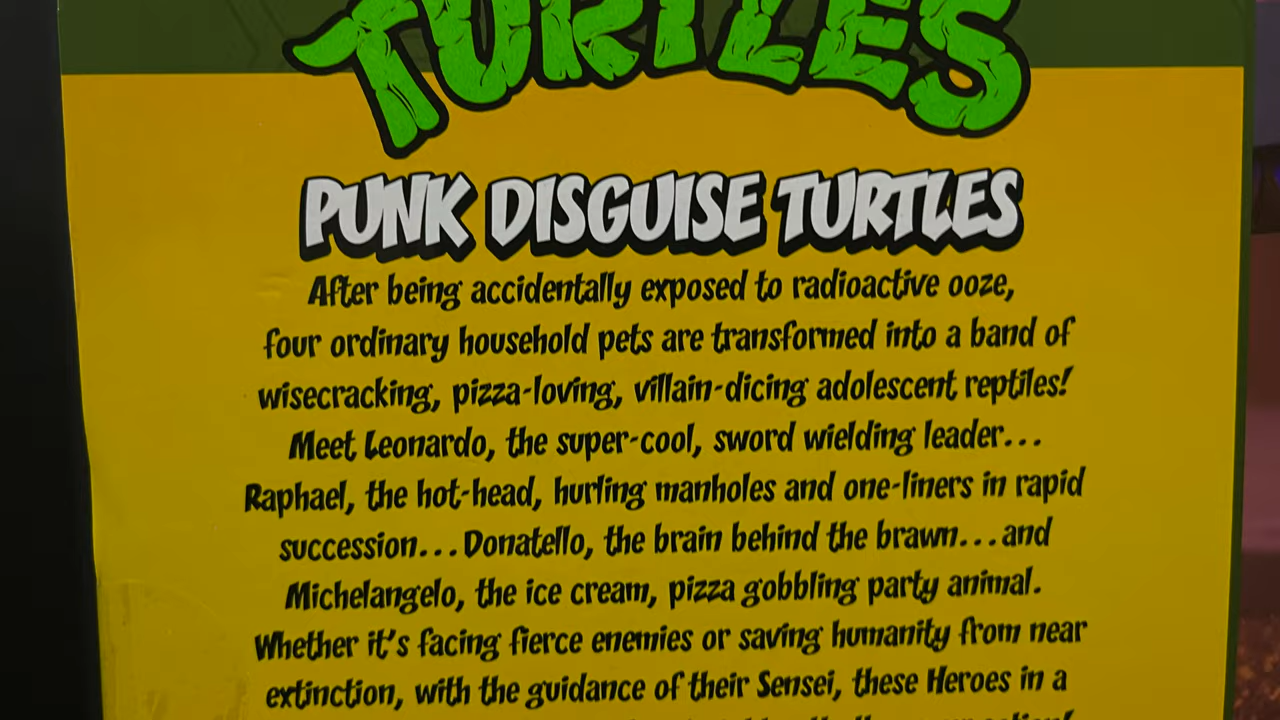 TURTLES
PUNK DISGUISE TURTLES
After being accidentally exposed to radioactive ooze,
four ordinary household pets are transformed into a band of
wisecracking, pizza-loving, villain-dicing adolescent reptiles!
Meet Leonardo, the super-cool, sword wielding leader...
Raphael, the hot-head, hurling manholes and one-liners in rapid
succession...Donatello, the brain behind the brawn...and
Michelangelo, the ice cream, pizza gobbling party animal.
Whether it's facing fierce enemies or saving humanity from near
extinction, with the guidance of their Sensei, these Heroes in a